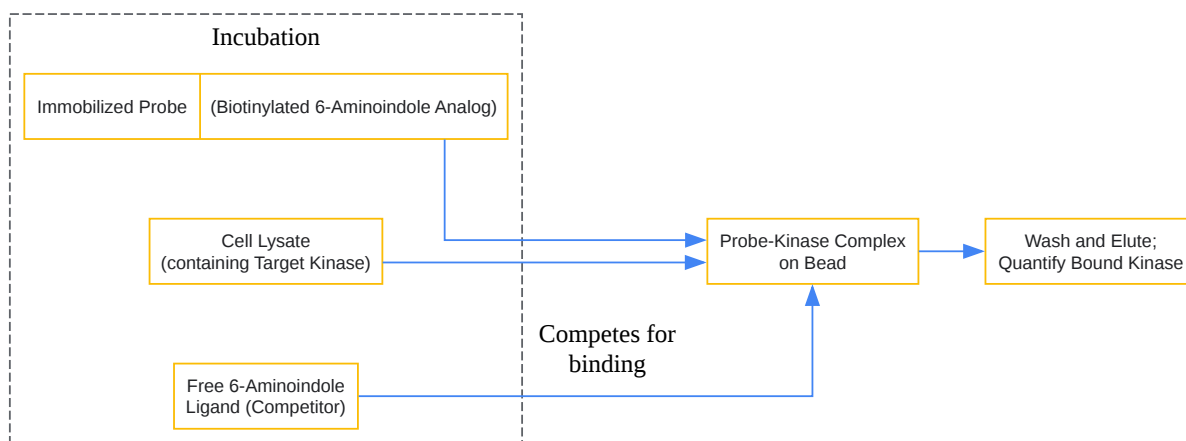 Incubation
Immobilized Probe
(Biotinylated 6-Aminoindole Analog)
Cell Lysate
(containing Target Kinase)
Probe-Kinase Complex
on Bead
Wash and Elute;
Quantify Bound Kinase
Competes for
binding
Free 6-Aminoindole
Ligand (Competitor)